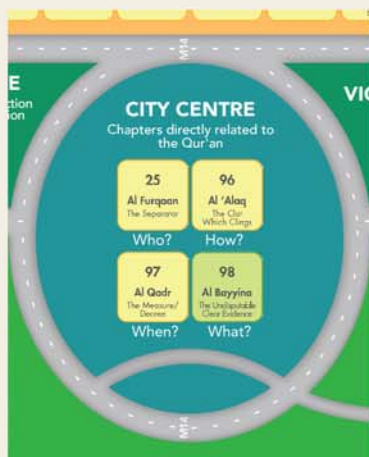 M14
E
ction
ion
VIC
CITY CENTRE
Chapters directly related to
the Qur'an
25
Al Furqaan
The Separator
Who?
96
Al 'Alaq
The Clot
Which Clings
How?
97
Al Qadr
The Measure/
Decree
When?
98
Al Bayyina
The Undisputable
Clear Evidence
What?
M14